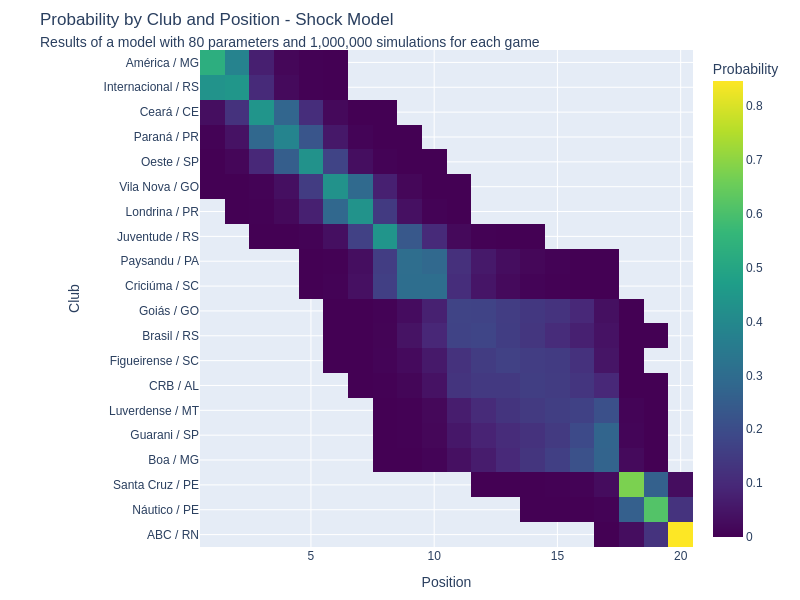 Probability by Club and Position - Shock Model
Results of a model with 80 parameters and 1,000,000 simulations for each game
Probability
América / MG
Internacional / RS
Ceará / CE
Paraná / PR
Oeste / SP
Vila Nova / GO
Londrina / PR
Juventude / RS
Paysandu / PA
Criciúma / SC
Goiás / GO
Brasil / RS
Figueirense / SC
CRB / AL
Luverdense / MT
Guarani / SP
Boa / MG
Santa Cruz / PE
Náutico / PE
ABC / RN
Club
5
10
15
20
Position
0.8
0.7
0.6
0.5
0.4
0.3
0.2
0.1
0